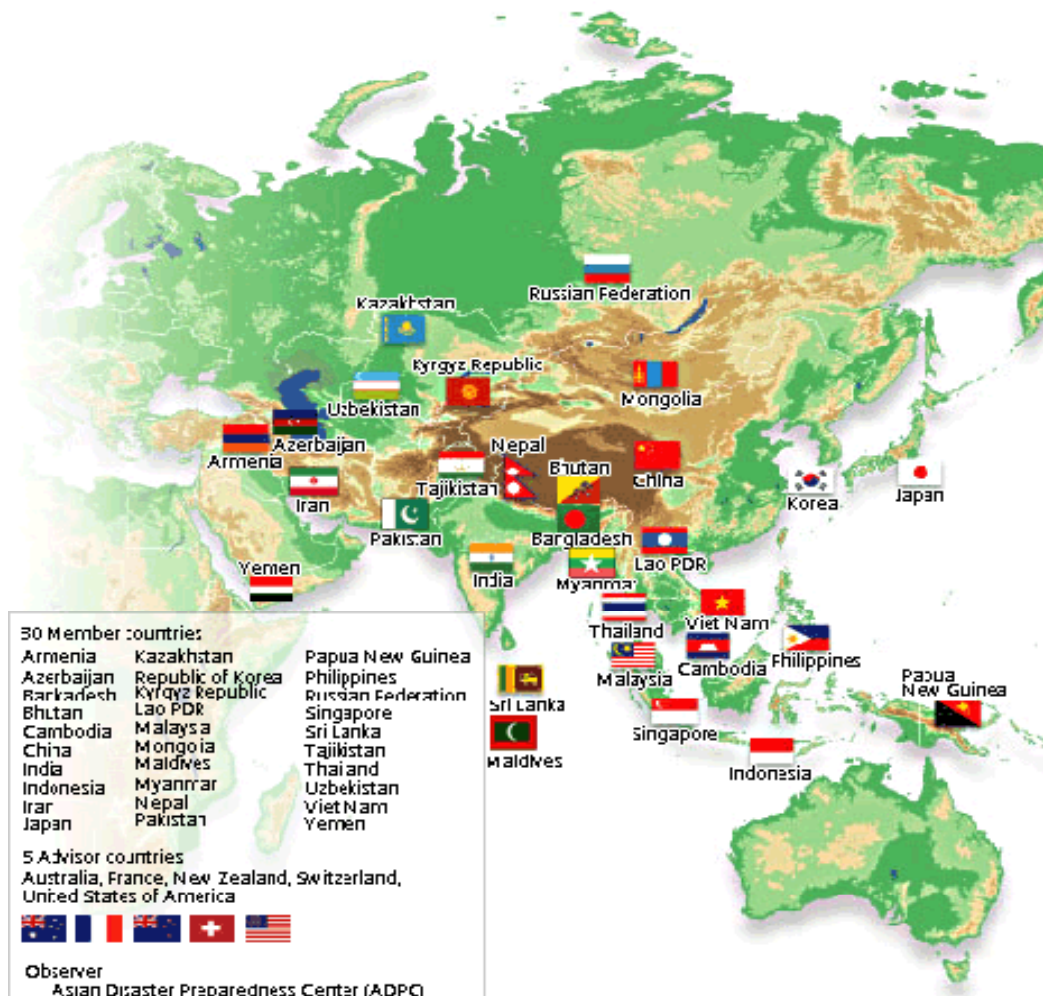 Russian Federation
Kazakhstan
Kyrgyz Republic
Mongolia
Uzbekistan
Azerbaijan
Armenia
Nepal
Bhutan
China
Tajikistan
Iran
Korea
Japan
Pakistan
Bangladesh
Lao PDR
Yemen
India
Myanmar
Viet Nam
Thailand
Cambodia
Philippines
Malaysia
Papua
New Guinea
Sri Lanka
Singapore
Maldives
Indonesia
30 Member countries
Armenia Kazakhstan Papua New Guinea
Azerbaijan Republic of Korea Philippines
Barkadesh Kyrgyz Republic Russian Federation
Bhutan Lao PDR Singapore
Cambodia Malaysa Sri Lanka
China Mongoia Tajikistan
India Maldives Thailand
Indonesia Myanmar Uzbekistan
Iran Nepal Viet Nam
Japan Pakistan Yemen
5 Advisor countries
Australia, France, New Zealand, Switzerland,
United States of America
Observer
Asian Disaster Preparedness Center (ADPC)